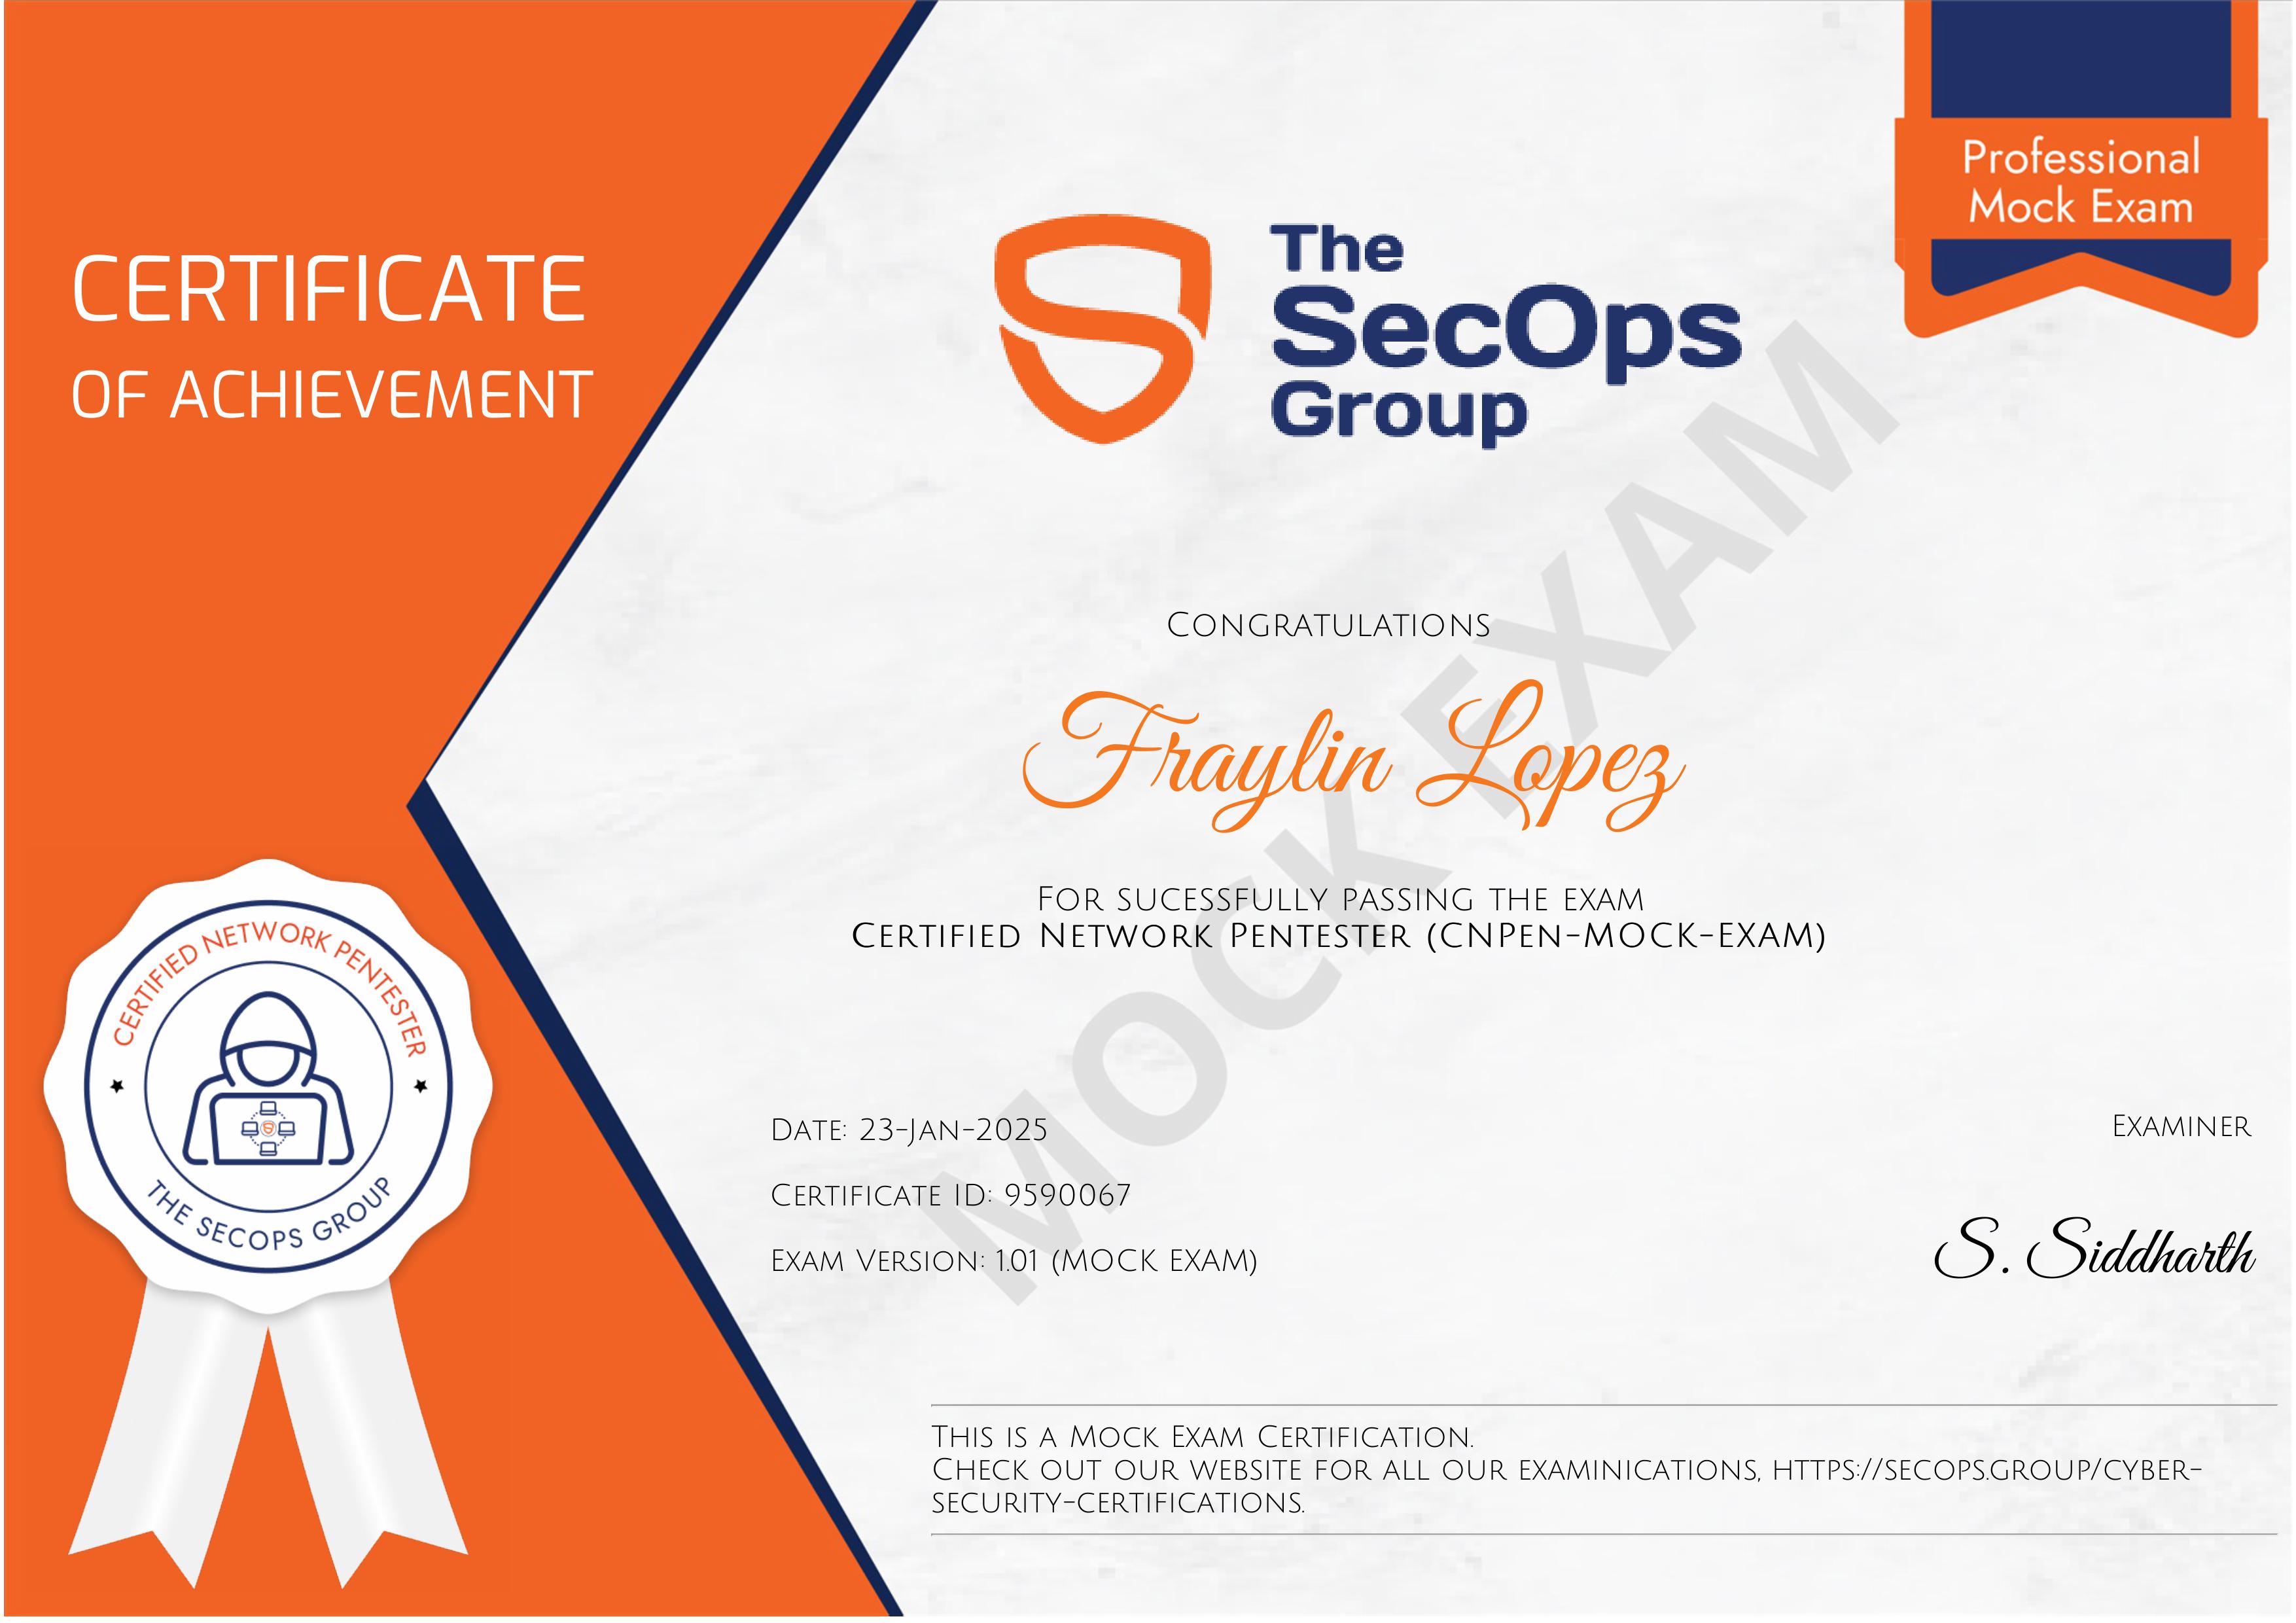 Professional
Mock Exam
CERTIFICATE
OF ACHIEVEMENT
The
SecOps
Group
CONGRATULATIONS
Fraylin Lopez
FOR SUCESSFULLY PASSING THE EXAM
CERTIFIED NETWORK PENTESTER (CNPEN-MOCK-EXAM)
MOCK EXAM
CERTIFIED NETWORK PENTESTER
THE SECOPS GROUP
DATE: 23-JAN-2025
CERTIFICATE ID: 9590067
EXAM VERSION: 1.01 (MOCK EXAM)
EXAMINER
S. Siddharth
THIS IS A MOCK EXAM CERTIFICATION.
CHECK OUT OUR WEBSITE FOR ALL OUR EXAMINICATIONS, HTTPS://SECOPS.GROUP/CYBER-
SECURITY-CERTIFICATIONS.